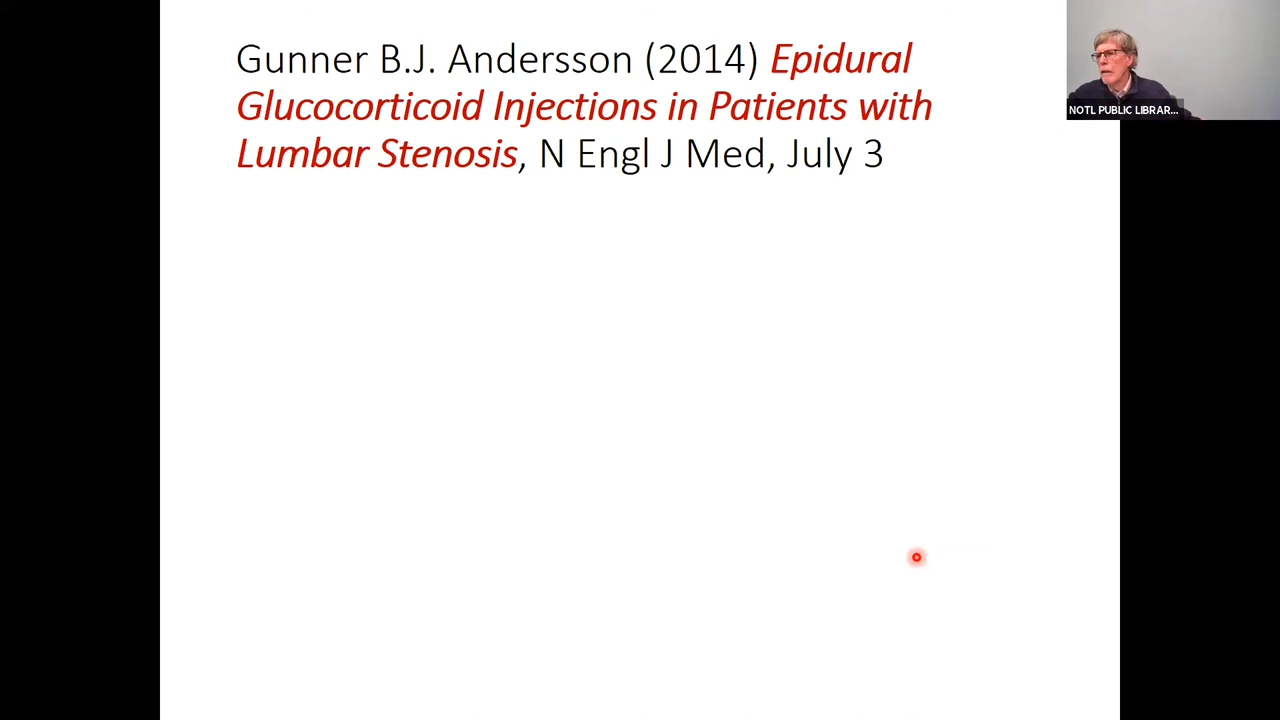 Gunner B.J. Andersson (2014) Epidural
Glucocorticoid Injections in Patients with
Lumbar Stenosis, N Engl J Med, July 3
NOTL PUBLIC LIBRAR...